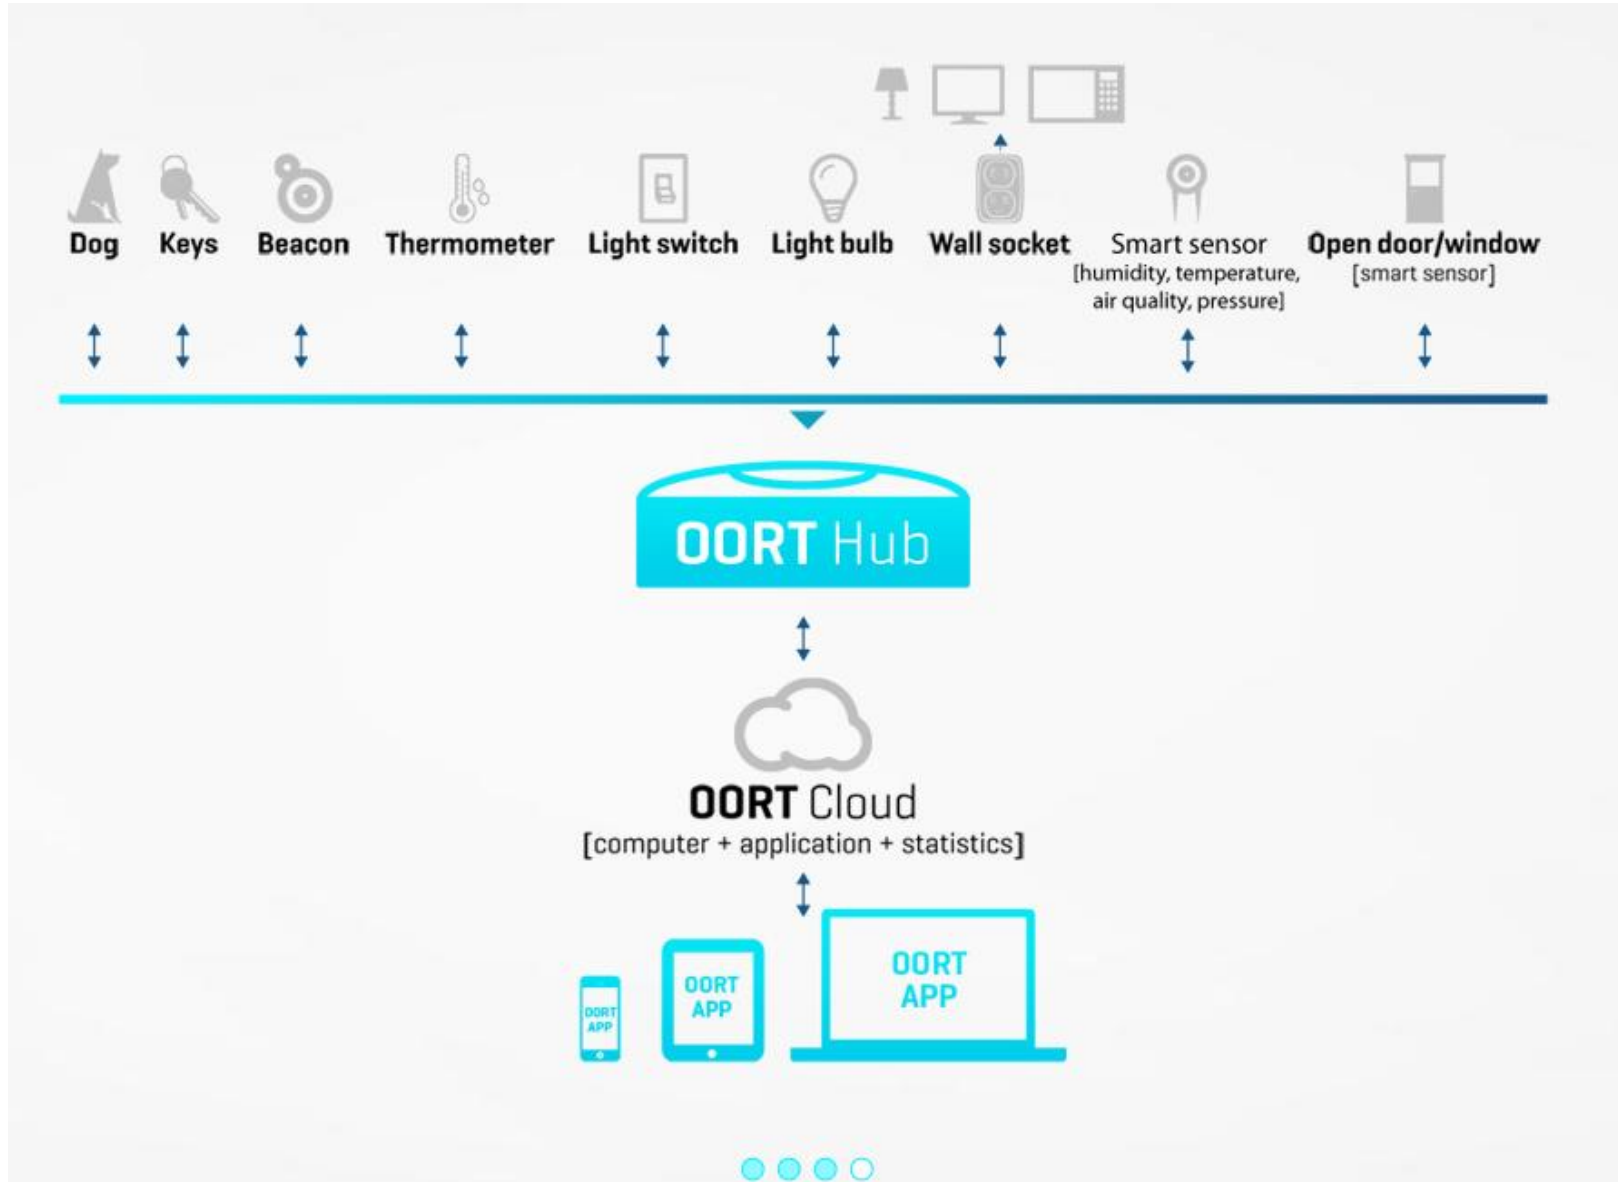 Dog Keys Beacon Thermometer Light switch Light bulb Wall socket Smart sensor Open door/window
[humidity, temperature, [smart sensor]
air quality, pressure]
OORT Hub
OORT Cloud
[computer + application + statistics]
OORT
APP
OORT
APP
OORT
APP